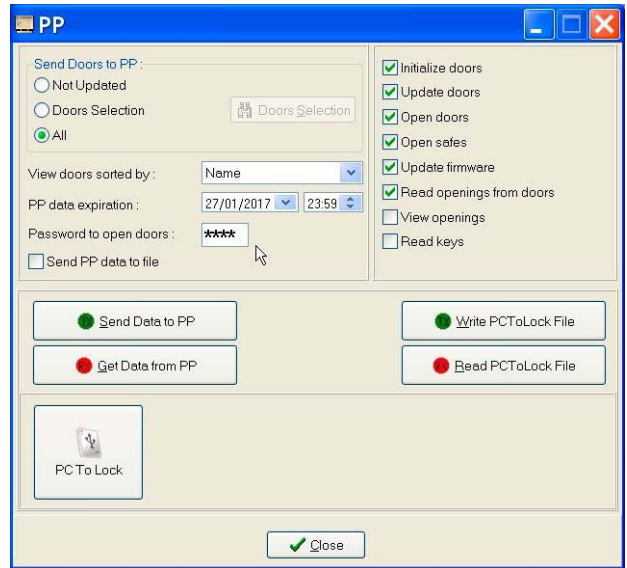 PP
Send Doors to PP :
Not Updated
Doors Selection
Doors Selection
All
View doors sorted by :
Name
PP data expiration :
27/01/2017
23:59
Password to open doors :
****
Send PP data to file
Initialize doors
Update doors
Open doors
Open safes
Update firmware
Read openings from doors
View openings
Read keys
Send Data to PP
Write PCToLock File
Get Data from PP
Read PCToLock File
PC To Lock
Close